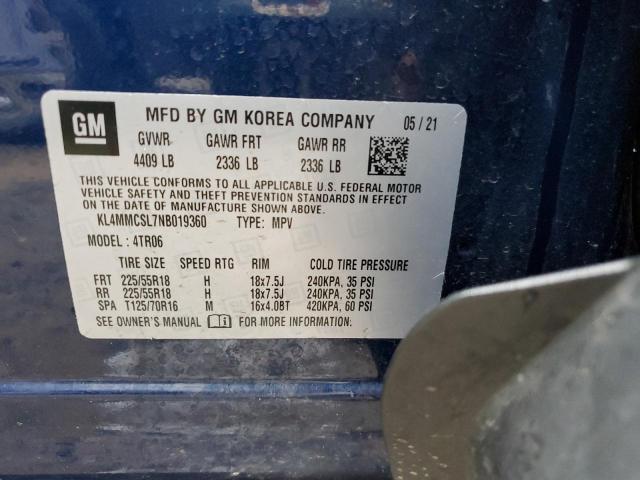 GM MFD BY GM KOREA COMPANY 05 / 21
GVWR GAWR FRT GAWR RR
4409 LB 2336 LB 2336 LB
THIS VEHICLE CONFORMS TO ALL APPLICABLE U.S. FEDERAL MOTOR
VEHICLE SAFETY AND THEFT PREVENTION STANDARDS IN EFFECT
ON THE DATE OF MANUFACTURE SHOWN ABOVE.
KL4MMCSL7NB019360 TYPE: MPV
MODEL: 4TR06
TIRE SIZE SPEED RTG RIM COLD TIRE PRESSURE
FRT 225/55R18 H 18x7.5J 240KPA, 35 PSI
RR 225/55R18 H 18x7.5J 240KPA, 35 PSI
SPA T125/70R16 M 16x4.0BT 420KPA, 60 PSI
SEE OWNER'S MANUAL FOR MORE INFORMATION.